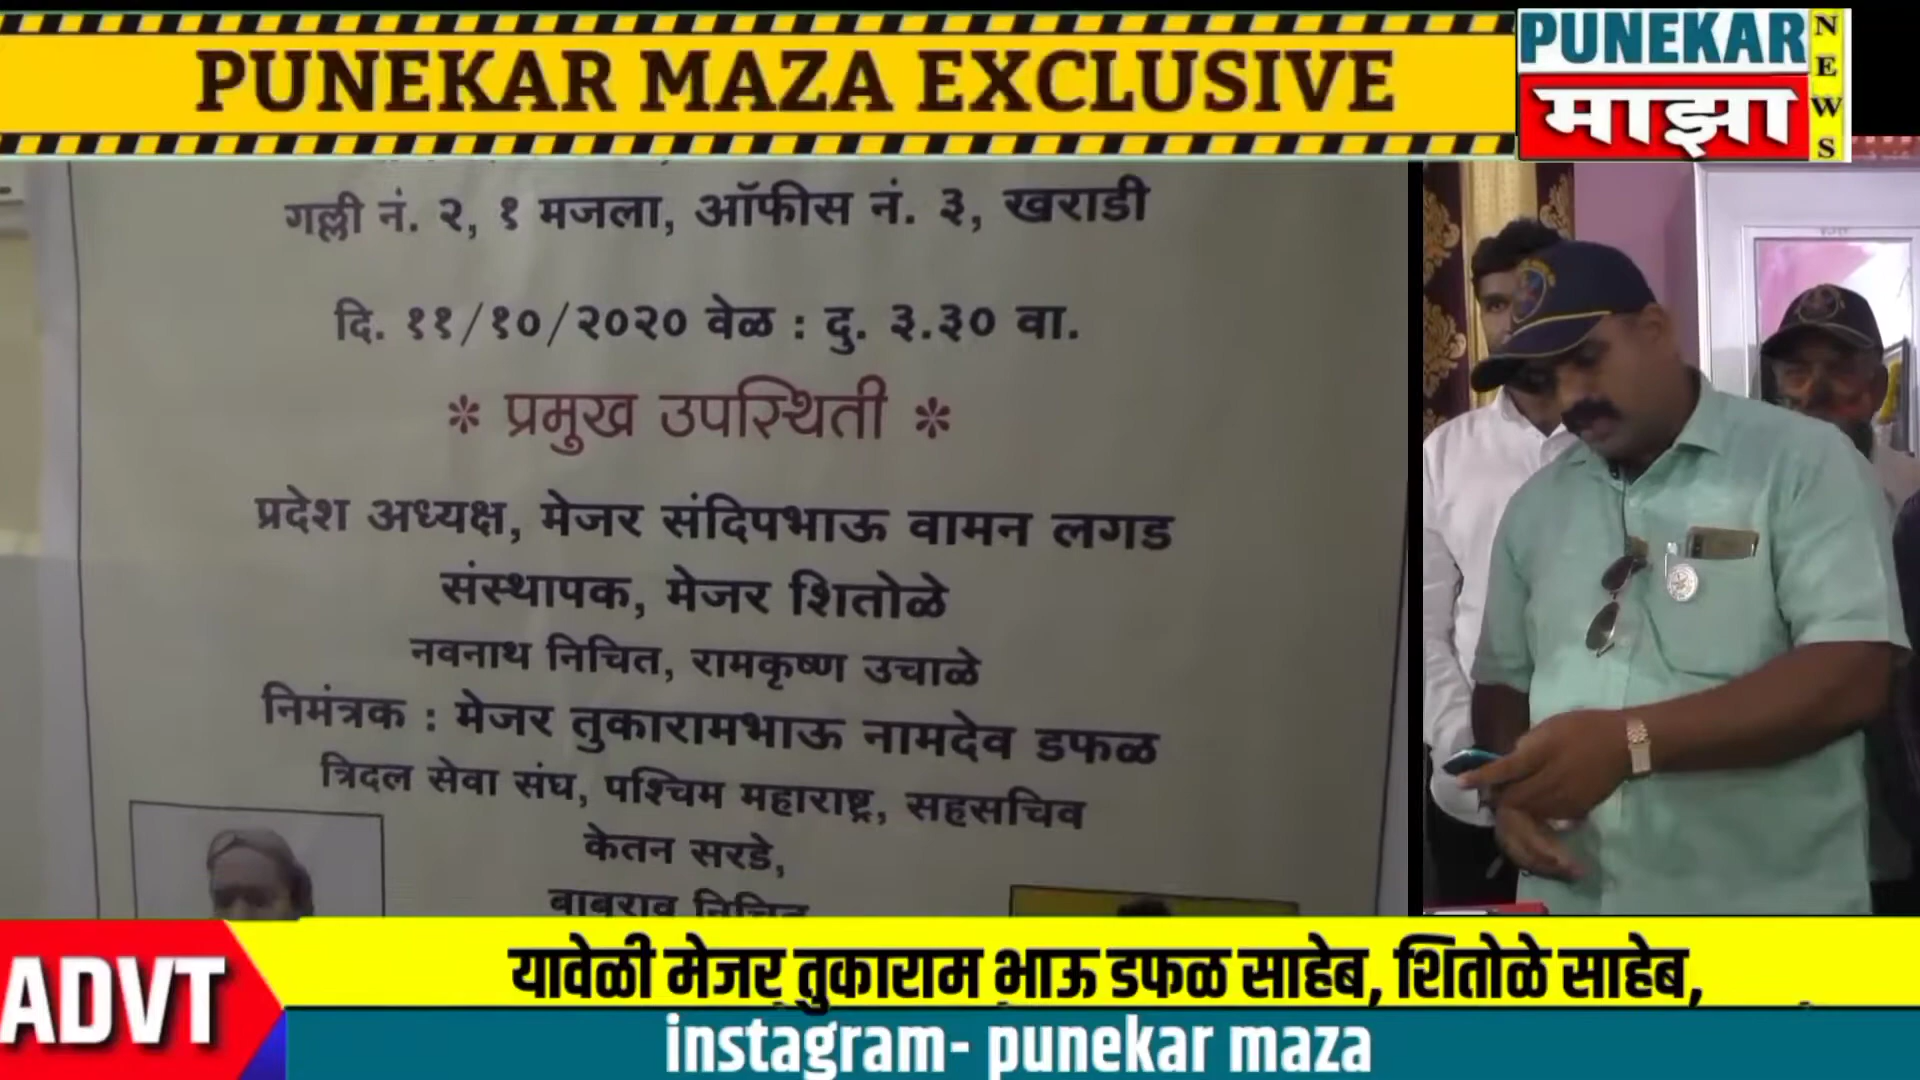 PUNEKAR MAZA EXCLUSIVE
PUNEKAR
माझा
NEWS
गल्ली नं. २, १ मजला, ऑफीस नं. ३, खराडी
दि. ११/१०/२०२० वेळ : दु. ३.३० वा.
* प्रमुख उपस्थिती *
प्रदेश अध्यक्ष, मेजर संदिपभाऊ वामन लगड
संस्थापक, मेजर शितोळे
नवनाथ निचित, रामकृष्ण उचाळे
निमंत्रक : मेजर तुकारामभाऊ नामदेव डफळ
त्रिदल सेवा संघ, पश्चिम महाराष्ट्र, सहसचिव
केतन सरडे,
बाबुराव निचित
ADVT
यावेळी मेजर तुकाराम भाऊ डफळ साहेब, शितोळे साहेब,
instagram- punekar maza